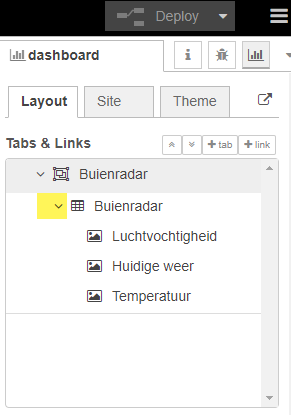 Deploy
dashboard
i
Layout Site Theme
Tabs & Links +tab +link
Buienradar
Buienradar
Luchtvochtigheid
Huidige weer
Temperatuur